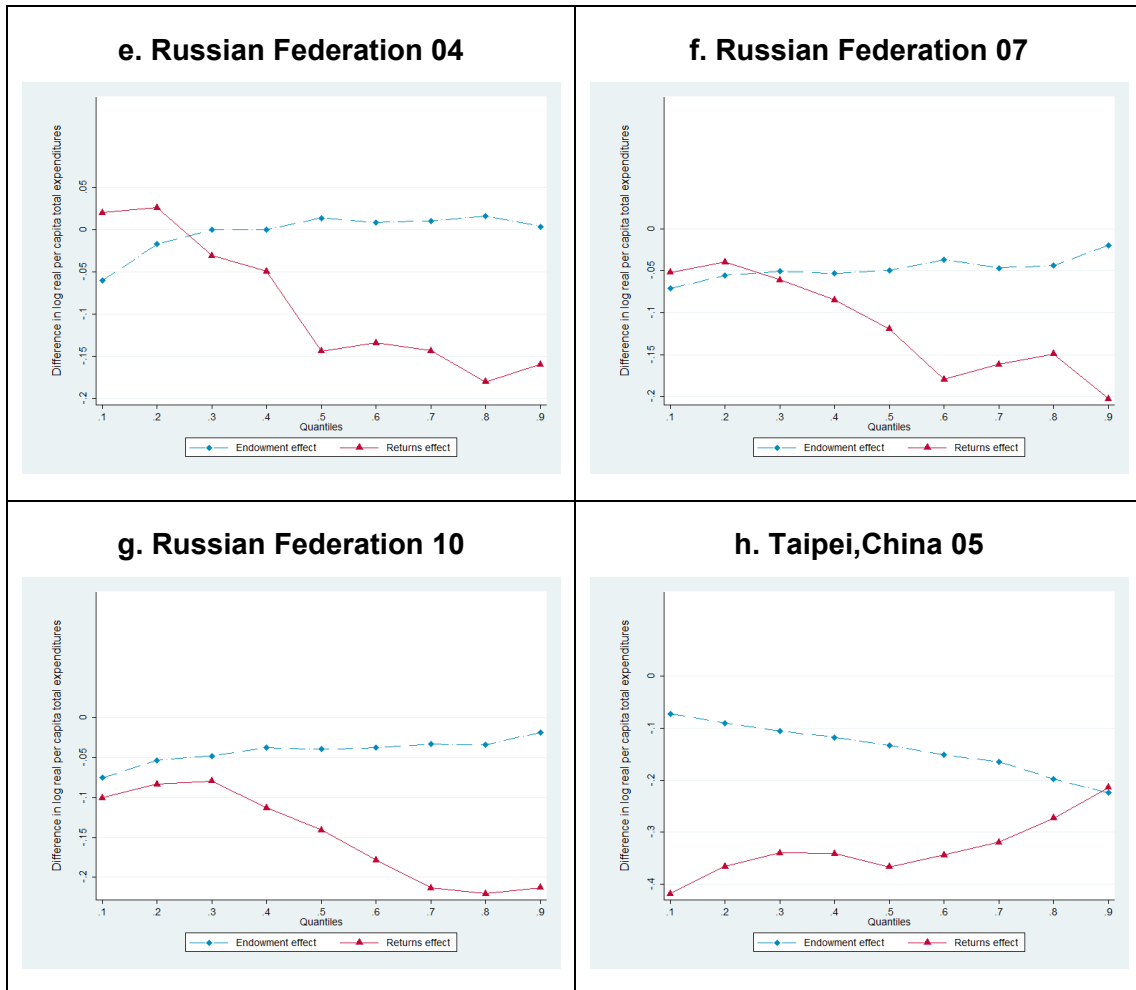 e. Russian Federation 04
Difference in log real per capita total expenditures
.05
0
-.05
-.1
-.15
-.2
.1 .2 .3 .4 .5 .6 .7 .8 .9
Quantiles
Endowment effect Returns effect
f. Russian Federation 07
Difference in log real per capita total expenditures
0
-.05
-.1
-.15
-.2
.1 .2 .3 .4 .5 .6 .7 .8 .9
Quantiles
Endowment effect Returns effect
g. Russian Federation 10
Difference in log real per capita total expenditures
0
-.05
-.1
-.15
-.2
.1 .2 .3 .4 .5 .6 .7 .8 .9
Quantiles
Endowment effect Returns effect
h. Taipei,China 05
Difference in log real per capita total expenditures
0
-.1
-.2
-.3
-.4
.1 .2 .3 .4 .5 .6 .7 .8 .9
Quantiles
Endowment effect Returns effect